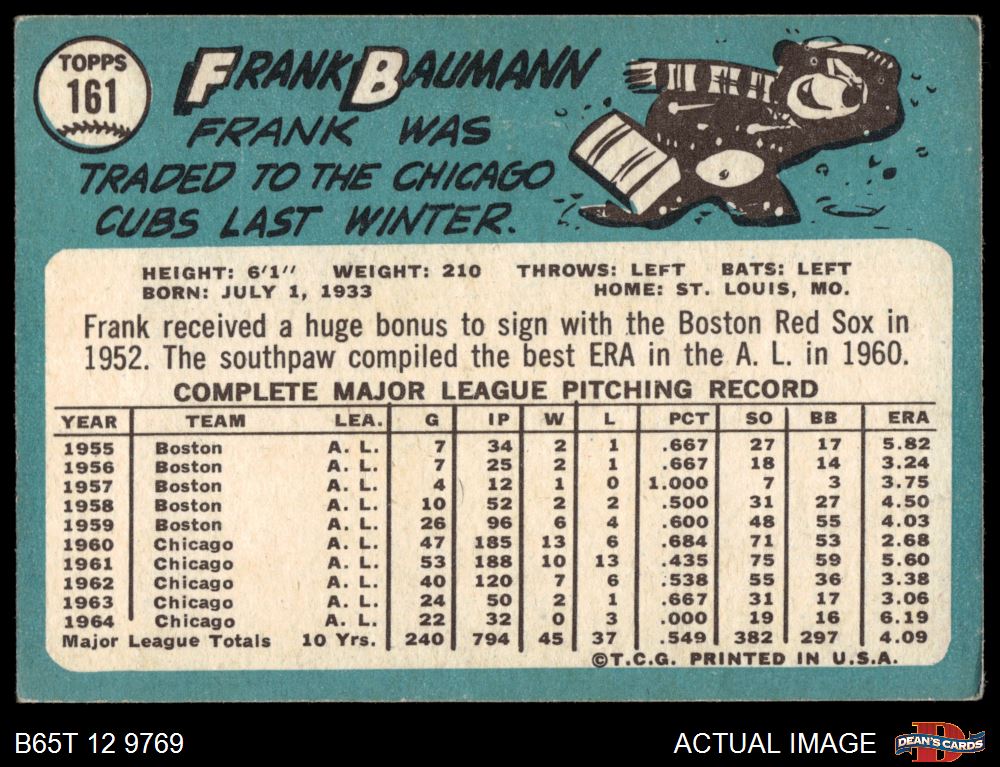 TOPPS
161
FRANK BAUMANN
FRANK WAS
TRADED TO THE CHICAGO
CUBS LAST WINTER.
HEIGHT: 6'1" WEIGHT: 210 THROWS: LEFT BATS: LEFT
BORN: JULY 1, 1933 HOME: ST. LOUIS, MO.
Frank received a huge bonus to sign with the Boston Red Sox in
1952. The southpaw compiled the best ERA in the A. L. in 1960.
COMPLETE MAJOR LEAGUE PITCHING RECORD
YEAR TEAM LEA. G IP W L PCT SO BB ERA
1955 Boston A. L. 7 34 2 1 .667 27 17 5.82
1956 Boston A. L. 7 25 2 1 .667 18 14 3.24
1957 Boston A. L. 4 12 1 0 1.000 7 3 3.75
1958 Boston A. L. 10 52 2 2 .500 31 27 4.50
1959 Boston A. L. 26 96 6 4 .600 48 55 4.03
1960 Chicago A. L. 47 185 13 6 .684 71 53 2.68
1961 Chicago A. L. 53 188 10 13 .435 75 59 5.60
1962 Chicago A. L. 40 120 7 6 .538 55 36 3.38
1963 Chicago A. L. 24 50 2 1 .667 31 17 3.06
1964 Chicago A. L. 22 32 0 3 .000 19 16 6.19
Major League Totals 10 Yrs. 240 794 45 37 .549 382 297 4.09
©T.C.G. PRINTED IN U.S.A.
B65T 12 9769 ACTUAL IMAGE DEAN'S CARDS